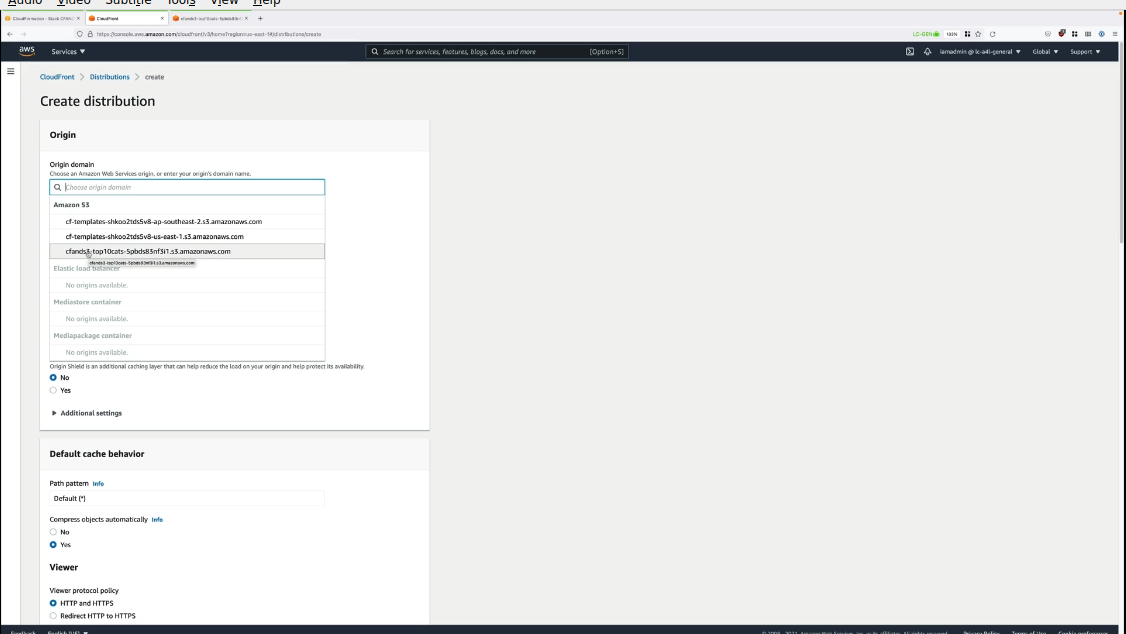 Audio Video Subtitle Tools View Help
CloudFormation - Stack CFAN
CloudFront
cfands3-top10cats-5pbds83nf3i1
https://console.aws.amazon.com/cloudfront/v3/home?region=us-east-1#/distributions/create
LC-GEN
aws
Services ▼
Search for services, features, blogs, docs, and more
[Option+S]
iamadmin @ lc-a4l-general ▼
Global ▼
Support ▼
CloudFront > Distributions > create
Create distribution
Origin
Origin domain
Choose an Amazon Web Services origin, or enter your origin's domain name.
Choose origin domain
Amazon S3
cf-templates-shkoo2tds5v8-ap-southeast-2.s3.amazonaws.com
cf-templates-shkoo2tds5v8-us-east-1.s3.amazonaws.com
cfands3-top10cats-5pbds83nf3i1.s3.amazonaws.com
cfands3-top10cats-5pbds83nf3i1.s3.amazonaws.com
Elastic load balancer
No origins available.
Mediastore container
No origins available.
Mediapackage container
No origins available.
Origin Shield is an additional caching layer that can help reduce the load on your origin and help protect its availability.
No
Yes
Additional settings
Default cache behavior
Path pattern Info
Default (*)
Compress objects automatically Info
No
Yes
Viewer
Viewer protocol policy
HTTP and HTTPS
Redirect HTTP to HTTPS
Feedback English (US) ▼
Amazon Web Services, Inc. or its affiliates. All rights reserved.
Privacy Policy Terms of Use Cookie preferences